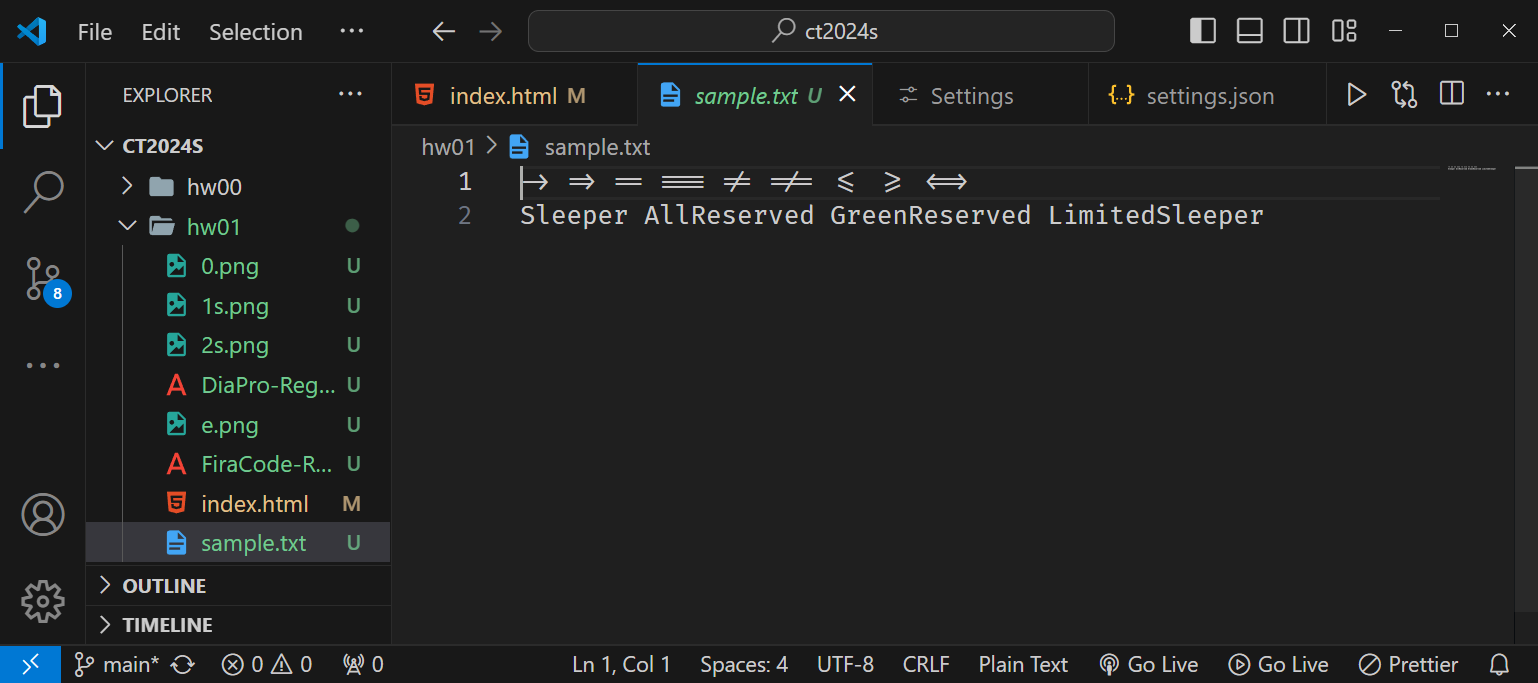 File Edit Selection ··· ct2024s
EXPLORER ···
index.html M sample.txt U Settings {..} settings.json ···
CT2024S
hw00
hw01
0.png U
1s.png U
2s.png U
DiaPro-Reg... U
e.png U
FiraCode-R... U
index.html M
sample.txt U
OUTLINE
TIMELINE
8
hw01 > sample.txt
1 -> => == === != !== <= >= <=>
2 Sleeper AllReserved GreenReserved LimitedSleeper
main* 0 0 0 Ln 1, Col 1 Spaces: 4 UTF-8 CRLF Plain Text Go Live Go Live Prettier